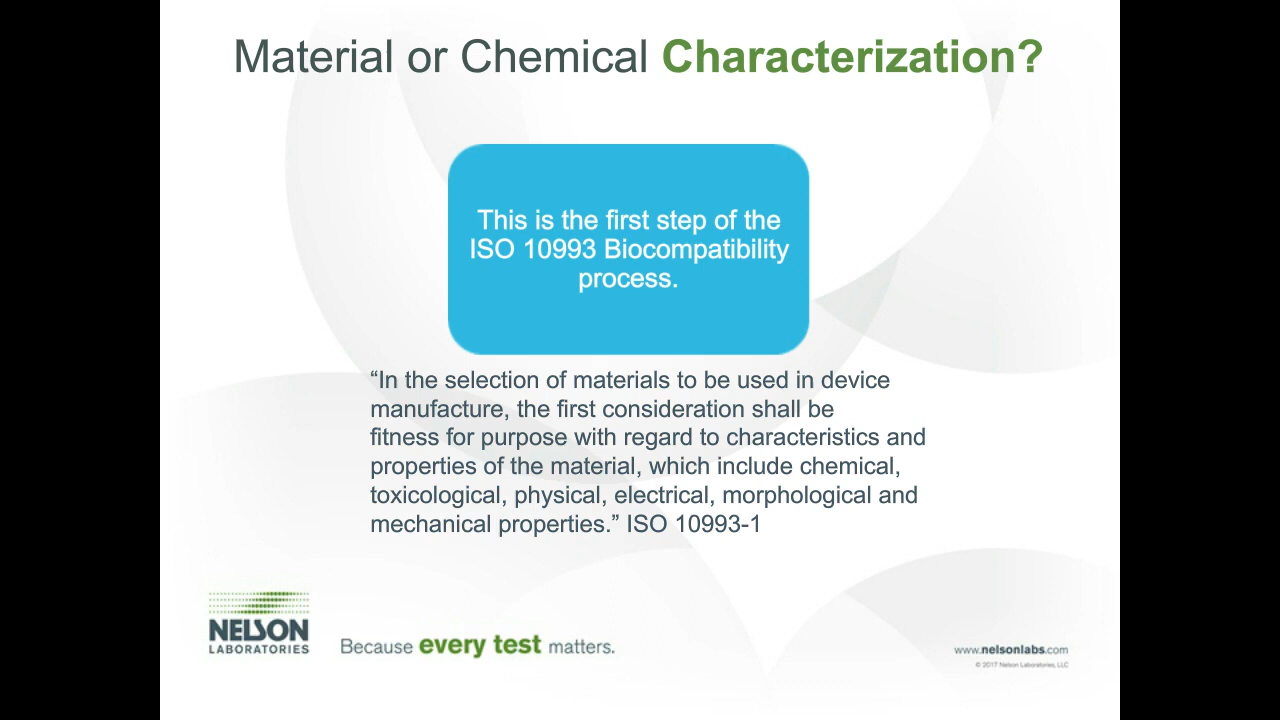 Material or Chemical Characterization?
This is the first step of the
ISO 10993 Biocompatibility
process.
“In the selection of materials to be used in device
manufacture, the first consideration shall be
fitness for purpose with regard to characteristics and
properties of the material, which include chemical,
toxicological, physical, electrical, morphological and
mechanical properties.” ISO 10993-1
NELSON
LABORATORIES
Because every test matters.
www.nelsonlabs.com
© 2017 Nelson Laboratories, LLC